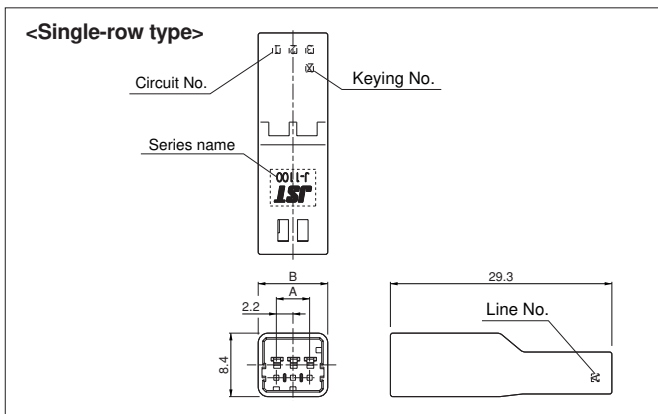 <Single-row type>
Circuit No.
Keying No.
Series name
J-1100
JST
B
A
29.3
2.2
Line No.
8.4